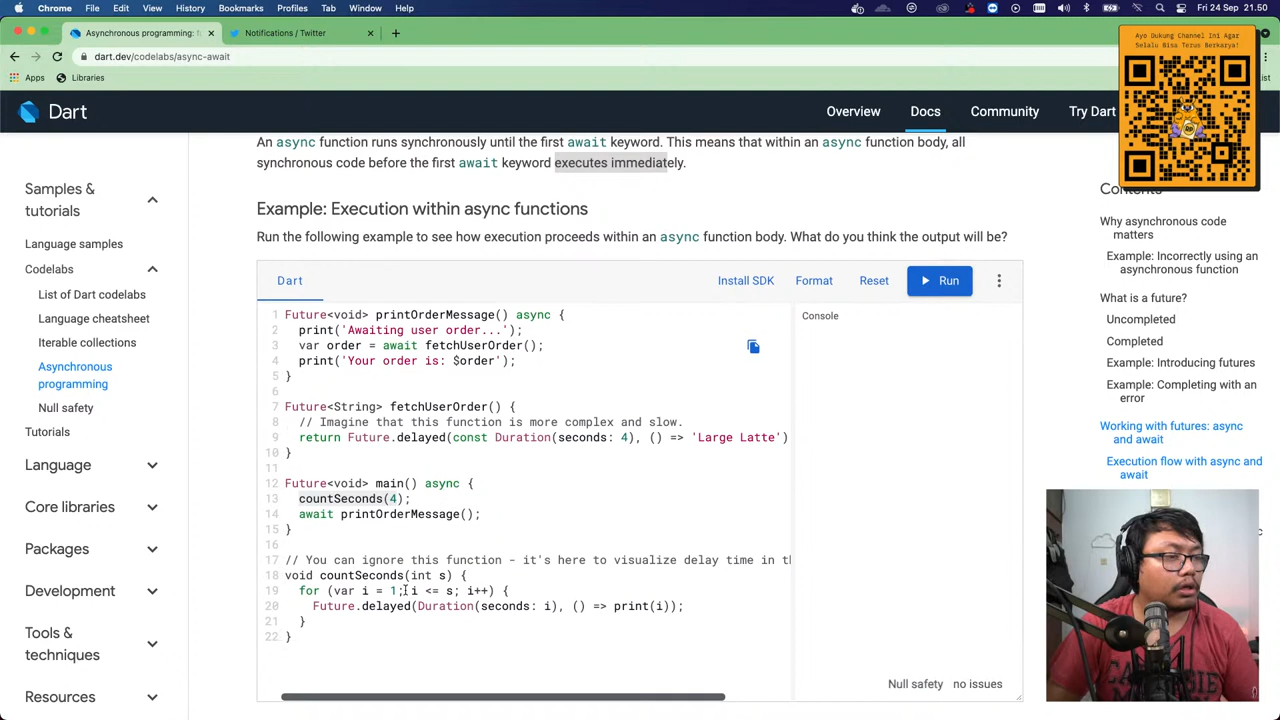 Chrome File Edit View History Bookmarks Profiles Tab Window Help
Fri 24 Sep 21.50
Asynchronous programming: f
Notifications / Twitter
dart.dev/codelabs/async-await
Apps Libraries
Ayo Dukung Channel Ini Agar
Selalu Bisa Terus Berkarya!
Dart
Overview Docs Community Try Dart
An async function runs synchronously until the first await keyword. This means that within an async function body, all
synchronous code before the first await keyword executes immediately.
Example: Execution within async functions
Run the following example to see how execution proceeds within an async function body. What do you think the output will be?
Samples &
tutorials
Language samples
Codelabs
List of Dart codelabs
Language cheatsheet
Iterable collections
Asynchronous
programming
Null safety
Tutorials
Language
Core libraries
Packages
Development
Tools &
techniques
Resources
Dart Install SDK Format Reset Run
1 Future<void> printOrderMessage() async {
2 print('Awaiting user order...');
3 var order = await fetchUserOrder();
4 print('Your order is: $order');
5 }
6
7 Future<String> fetchUserOrder() {
8 // Imagine that this function is more complex and slow.
9 return Future.delayed(const Duration(seconds: 4), () => 'Large Latte')
10 }
11
12 Future<void> main() async {
13 countSeconds(4);
14 await printOrderMessage();
15 }
16
17 // You can ignore this function - it's here to visualize delay time in th
18 void countSeconds(int s) {
19 for (var i = 1; i <= s; i++) {
20 Future.delayed(Duration(seconds: i), () => print(i));
21 }
22 }
Console
Null safety no issues
Contents
Why asynchronous code
matters
Example: Incorrectly using an
asynchronous function
What is a future?
Uncompleted
Completed
Example: Introducing futures
Example: Completing with an
error
Working with futures: async
and await
Execution flow with async and
await